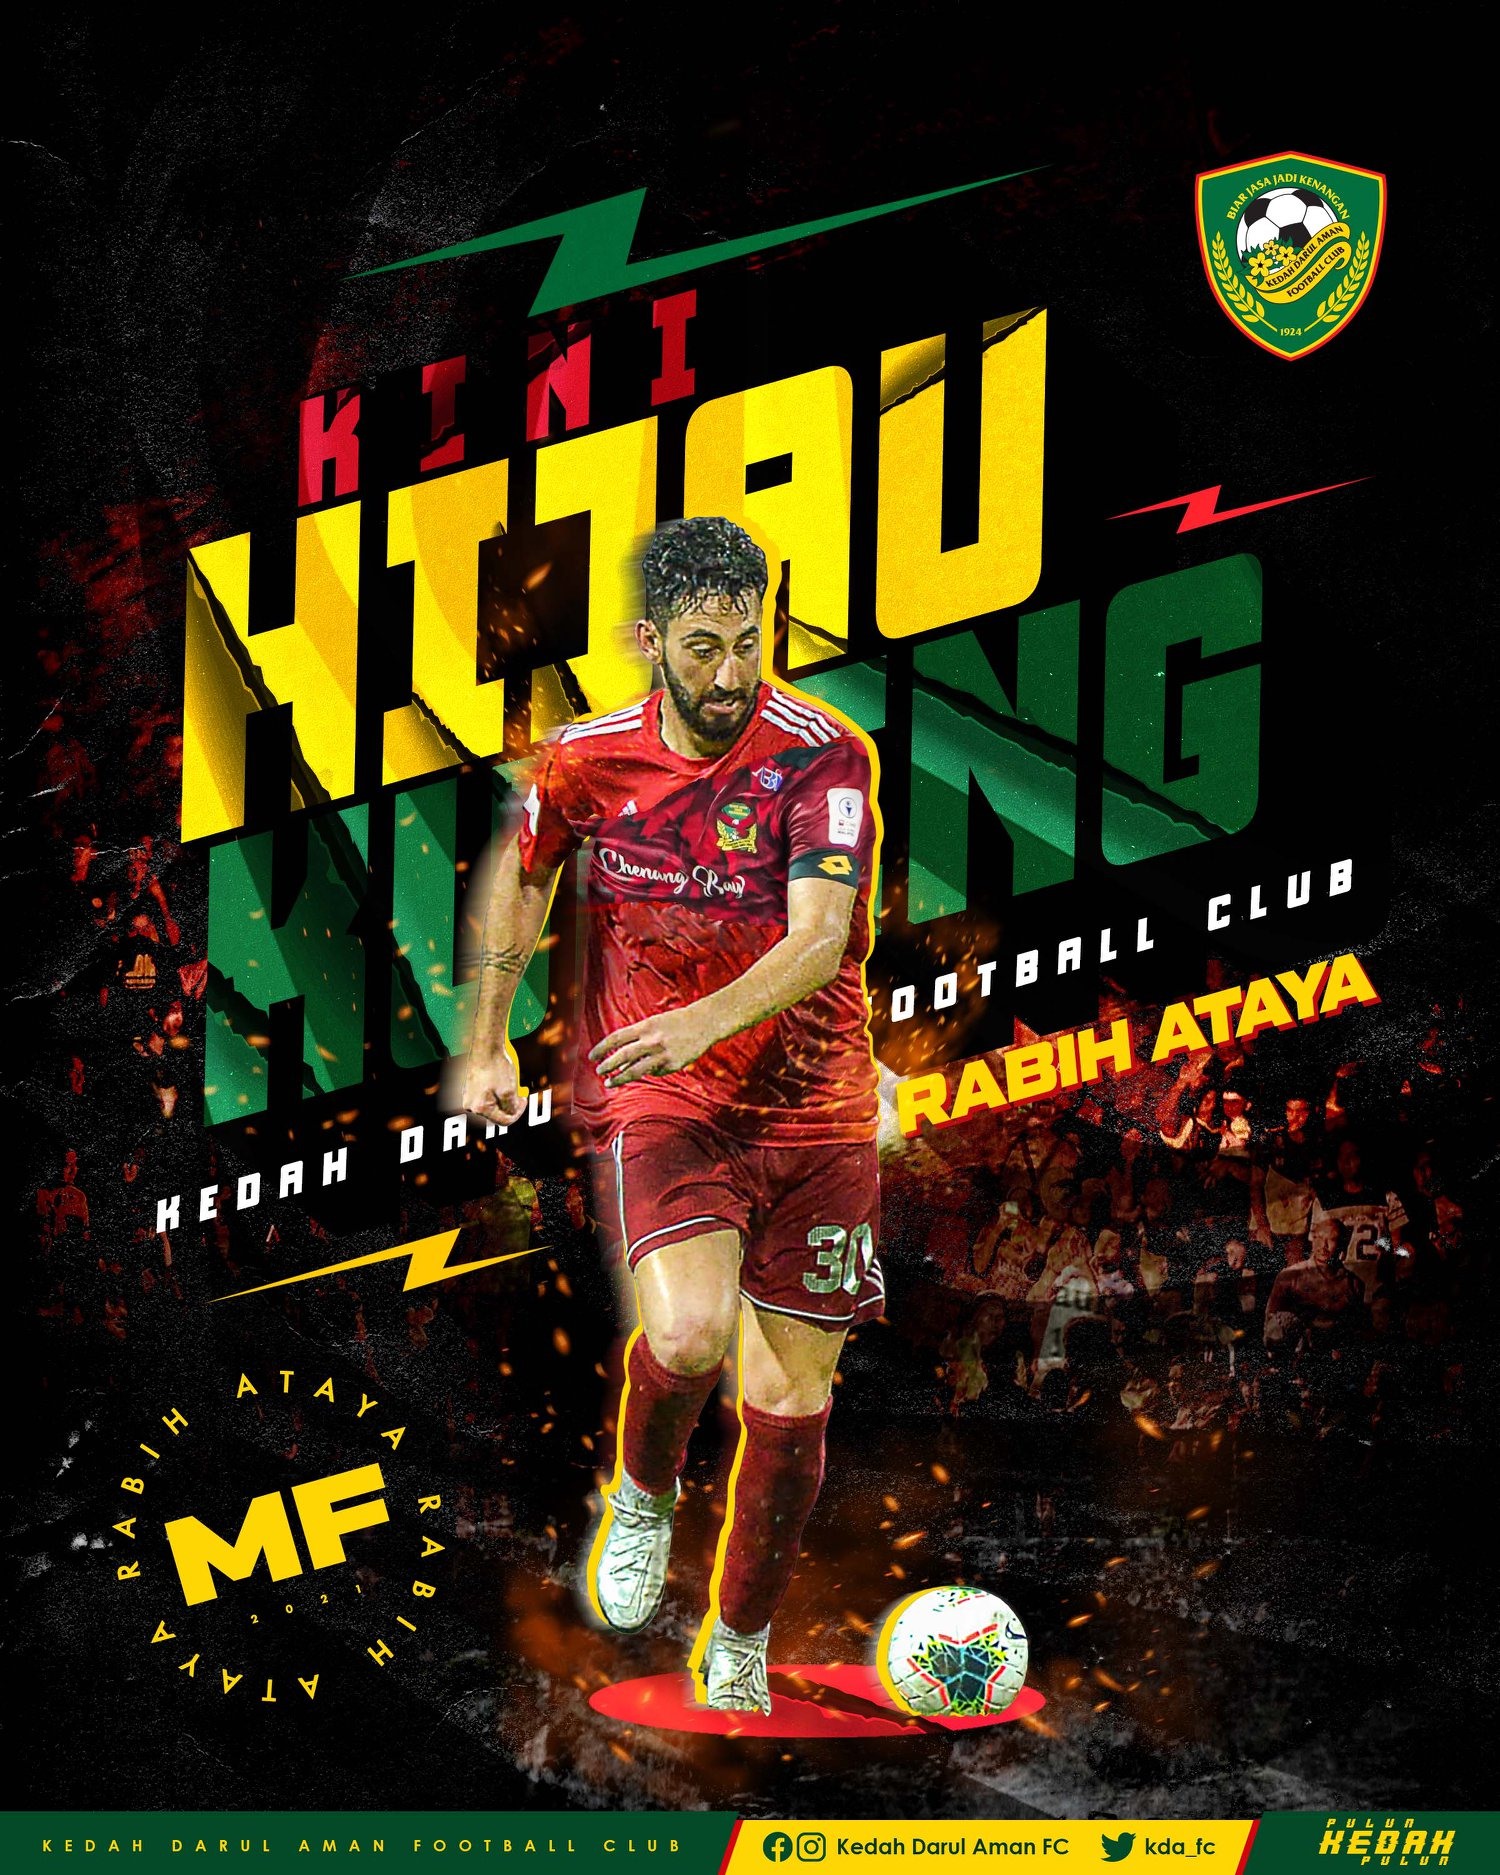 BIAR JASA JADI KENANGAN
KEDAH DARUL AMAN
FOOTBALL CLUB
1924
KINI
HIJAU
KU NG
KEDAH DARU OOTBALL CLUB
RABIH ATAYA
Chenang Bay
30
RABIH ATAYA RABIH ATAYA
MF
2021
KEDAH DARUL AMAN FOOTBALL CLUB
Kedah Darul Aman FC
kda_fc
PULUN
KEDAH
PULUN